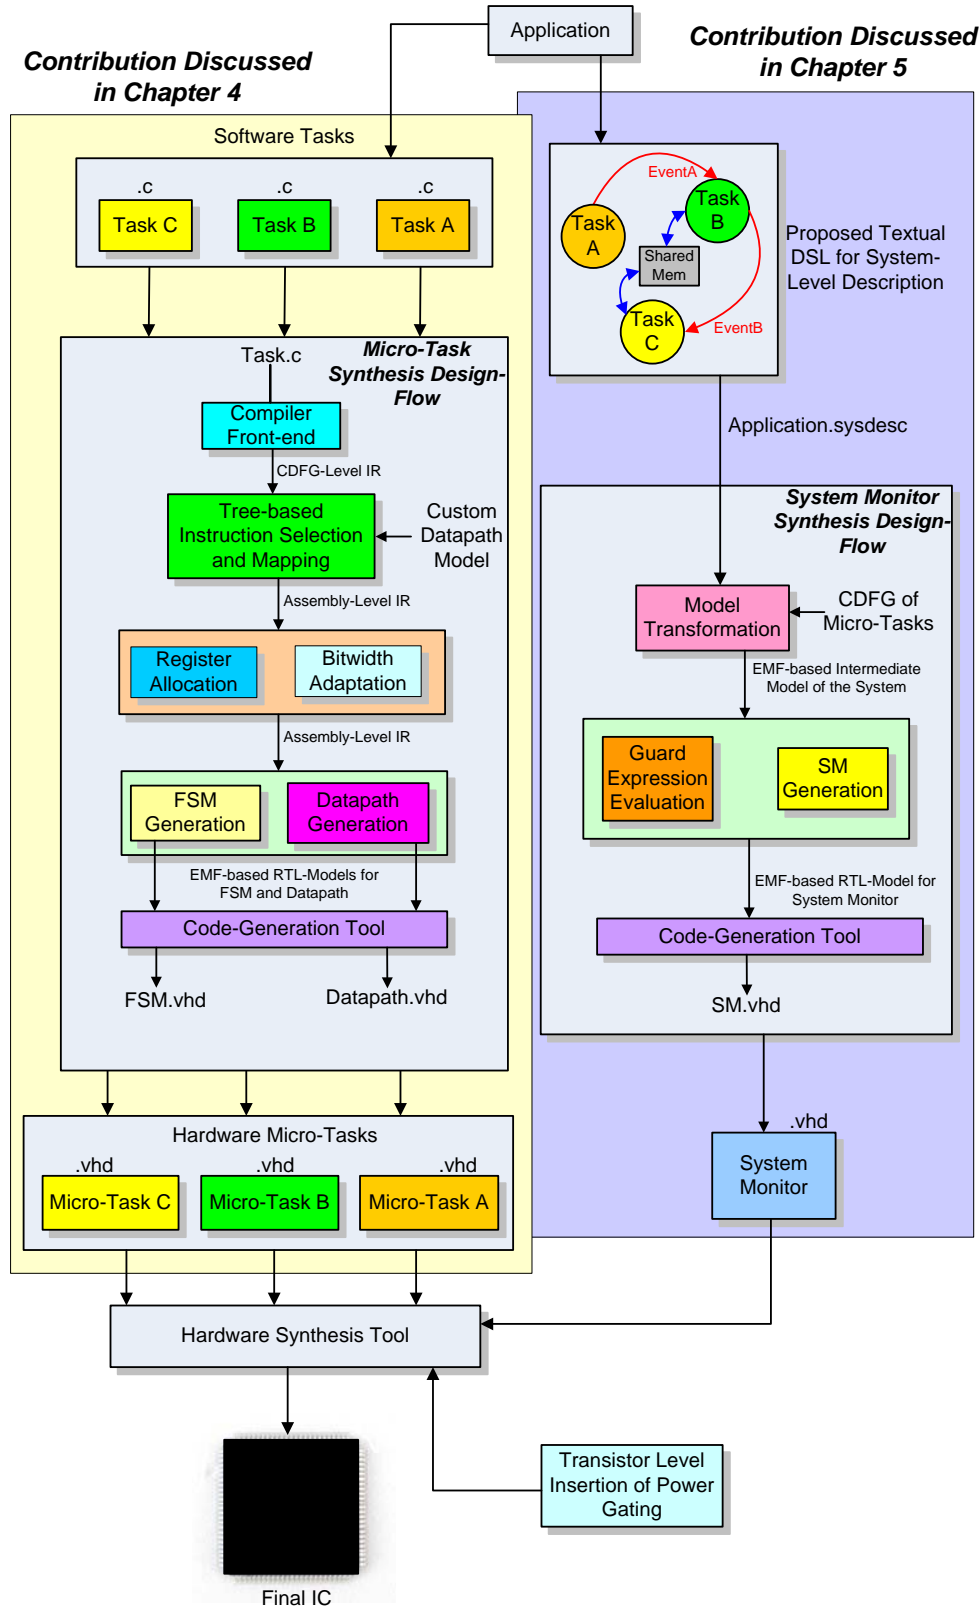 Application
Contribution Discussed
in Chapter 4
Contribution Discussed
in Chapter 5
Software Tasks
.c
.c
.c
Task C
Task B
Task A
EventA
Task
A
Task
B
Shared
Mem
Task
C
EventB
Proposed Textual
DSL for System-
Level Description
Task.c
Micro-Task
Synthesis Design-
Flow
Compiler
Front-end
CDFG-Level IR
Tree-based
Instruction Selection
and Mapping
Custom
Datapath
Model
Assembly-Level IR
Register
Allocation
Bitwidth
Adaptation
Assembly-Level IR
FSM
Generation
Datapath
Generation
EMF-based RTL-Models for
FSM and Datapath
Code-Generation Tool
FSM.vhd
Datapath.vhd
Application.sysdesc
System Monitor
Synthesis Design-
Flow
Model
Transformation
CDFG of
Micro-Tasks
EMF-based Intermediate
Model of the System
Guard
Expression
Evaluation
SM
Generation
EMF-based RTL-Model for
System Monitor
Code-Generation Tool
SM.vhd
Hardware Micro-Tasks
.vhd
.vhd
.vhd
Micro-Task C
Micro-Task B
Micro-Task A
.vhd
System
Monitor
Hardware Synthesis Tool
Transistor Level
Insertion of Power
Gating
Final IC